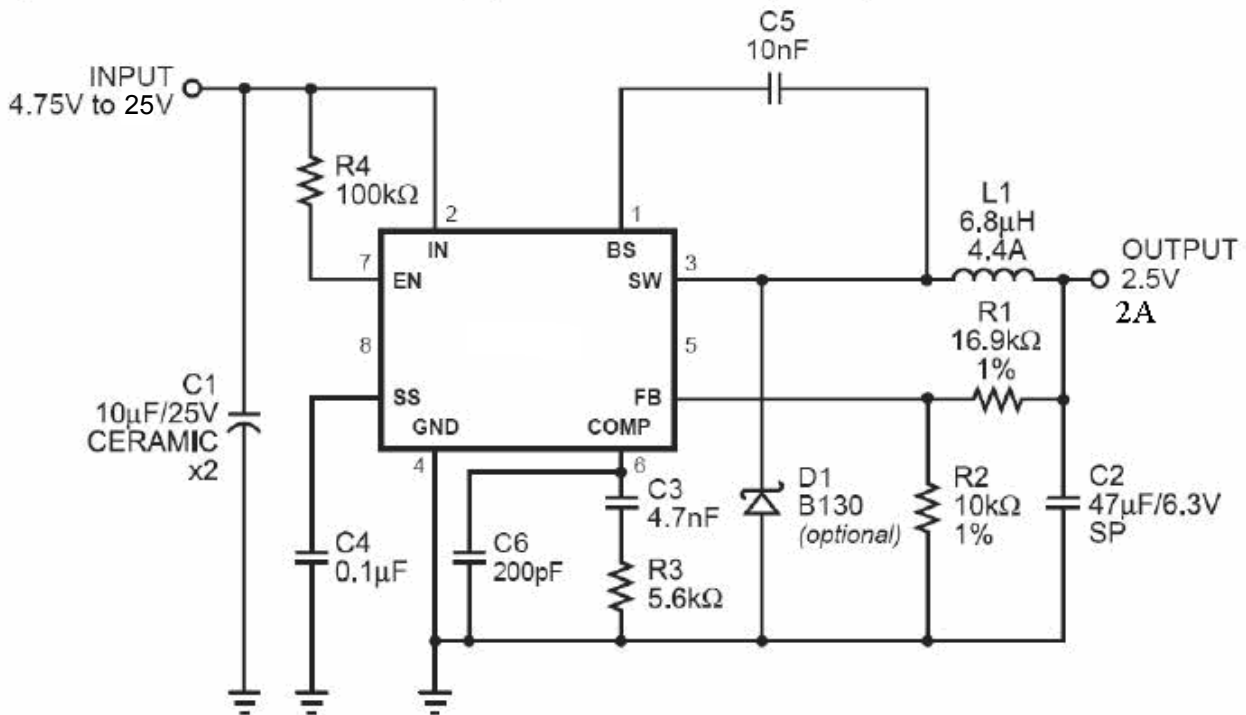 C5
10nF
INPUT
4.75V to 25V
R4
100kΩ
2
1
L1
6.8µH
4.4A
IN
BS
7
EN
SW
3
OUTPUT
2.5V
2A
R1
16.9kΩ
1%
8
5
C1
10µF/25V
CERAMIC
x2
SS
FB
GND
COMP
4
6
C3
4.7nF
D1
B130
(optional)
R2
10kΩ
1%
C2
47µF/6.3V
SP
C4
0.1µF
C6
200pF
R3
5.6kΩ